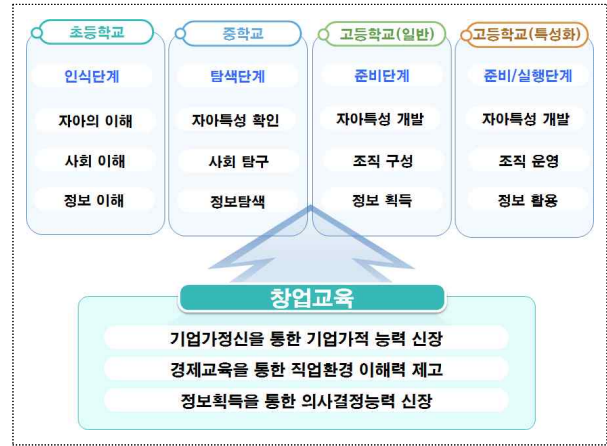 초등학교 중학교 고등학교(일반) 고등학교(특성화)
인식단계 탐색단계 준비단계 준비/실행단계
자아의 이해 자아특성 확인 자아특성 개발 자아특성 개발
사회 이해 사회 탐구 조직 구성 조직 운영
정보 이해 정보탐색 정보 획득 정보 활용
창업교육
기업가정신을 통한 기업가적 능력 신장
경제교육을 통한 직업환경 이해력 제고
정보획득을 통한 의사결정능력 신장